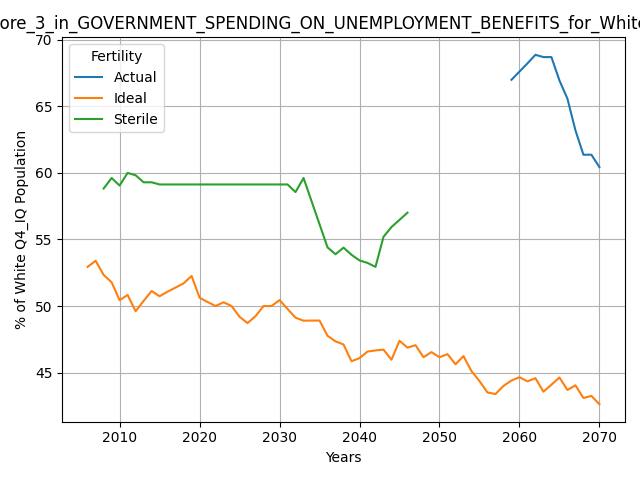 ore_3_in_GOVERNMENT_SPENDING_ON_UNEMPLOYMENT_BENEFITS_for_White
Fertility
Actual
Ideal
Sterile
% of White Q4_IQ Population
70
65
60
55
50
45
2010 2020 2030 2040 2050 2060 2070
Years